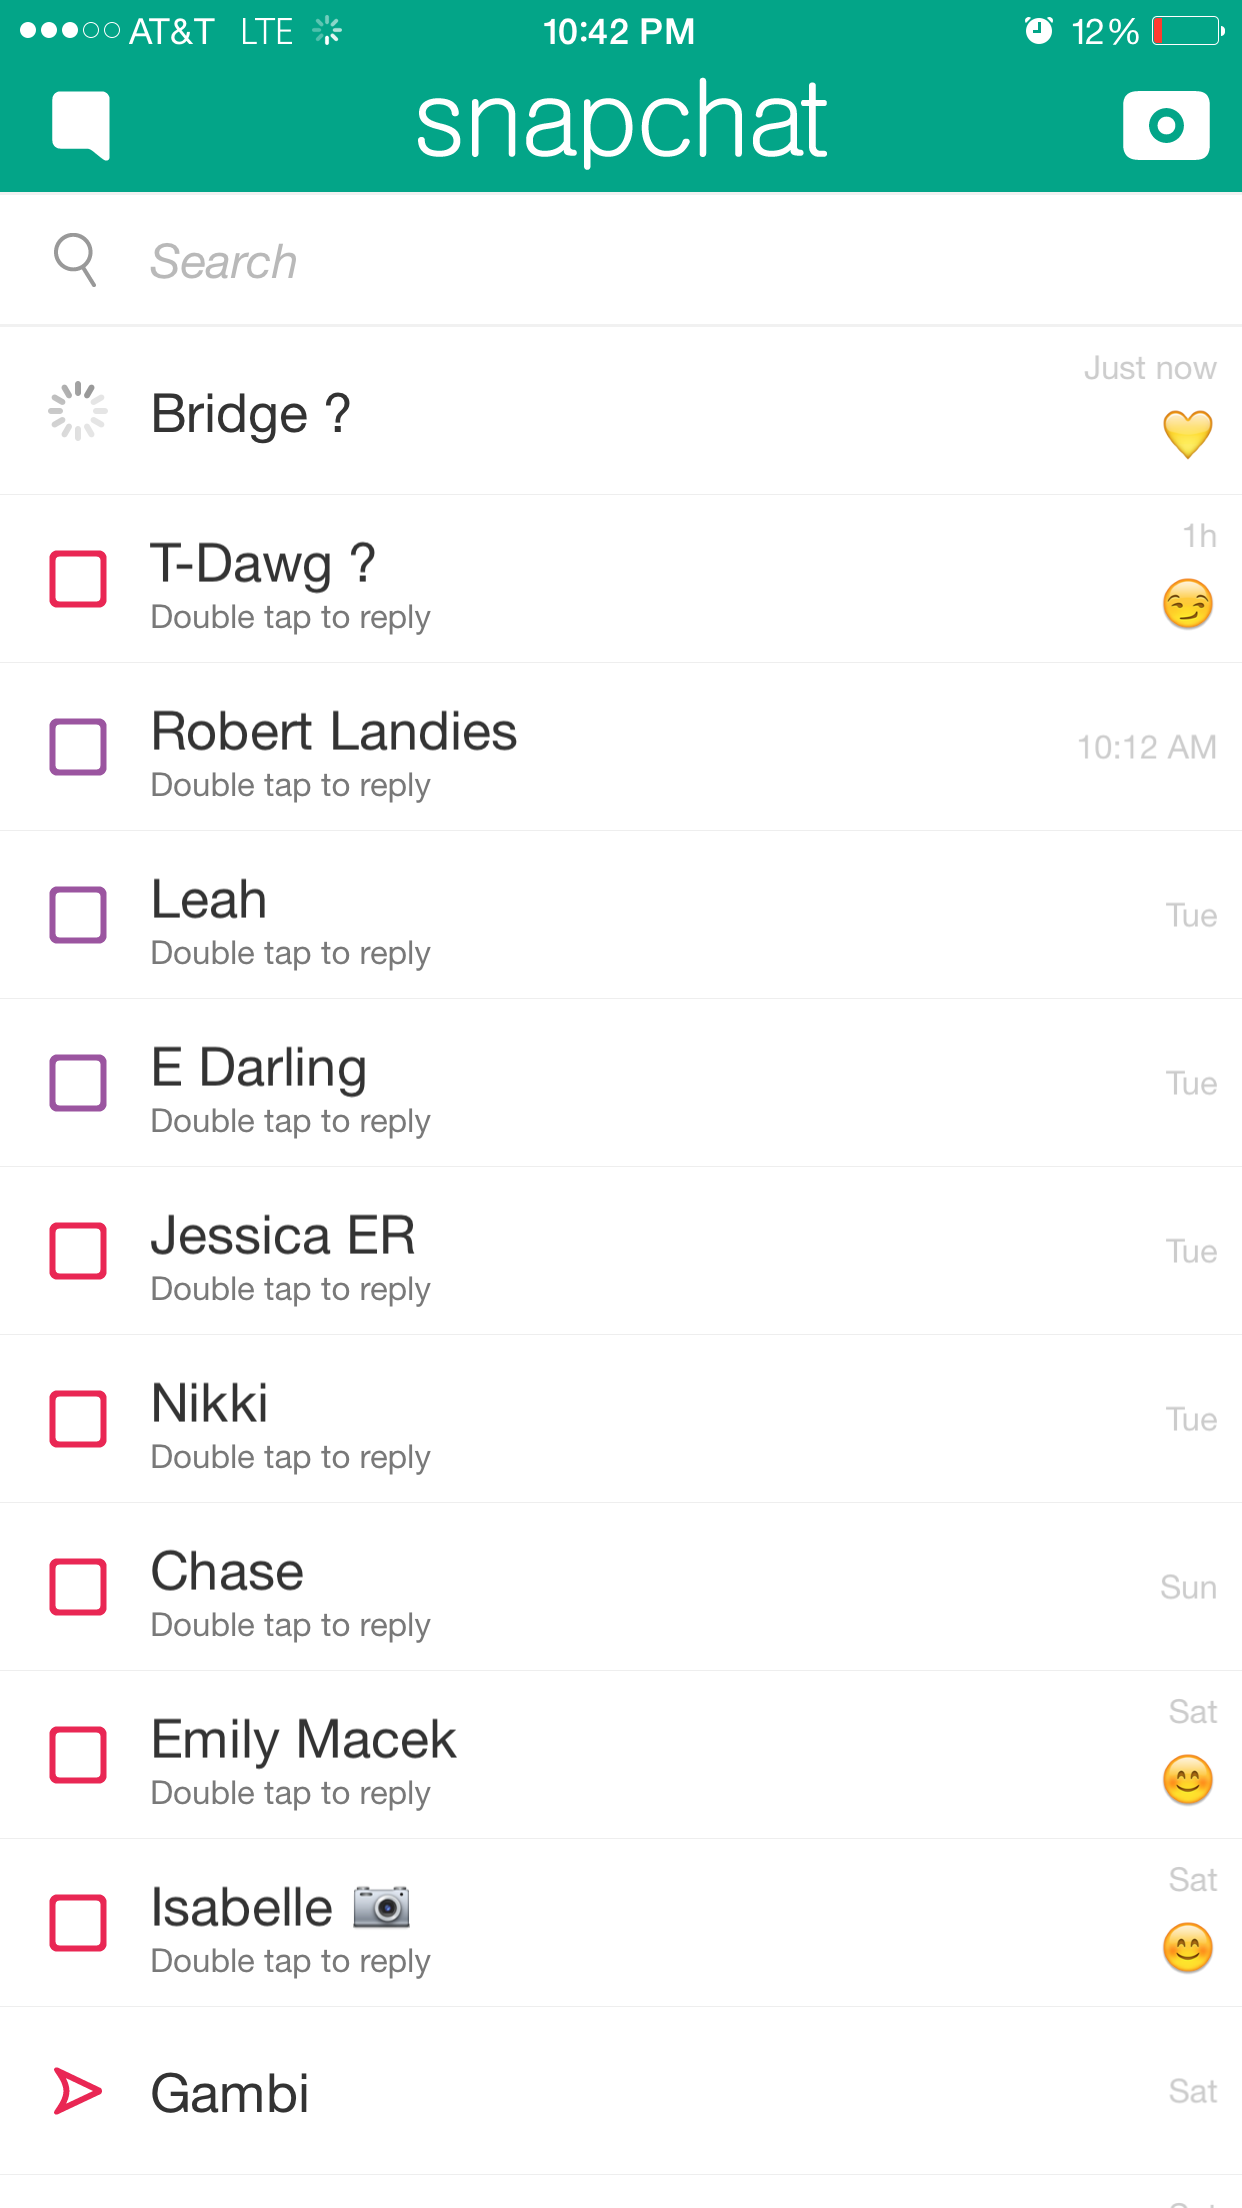 AT&T LTE 10:42 PM 12%
snapchat
Search
Just now
Bridge ?
1h
T-Dawg ?
Double tap to reply
Robert Landies
10:12 AM
Double tap to reply
Leah
Tue
Double tap to reply
E Darling
Tue
Double tap to reply
Jessica ER
Tue
Double tap to reply
Nikki
Tue
Double tap to reply
Chase
Sun
Double tap to reply
Sat
Emily Macek
Double tap to reply
Sat
Isabelle
Double tap to reply
Gambi
Sat